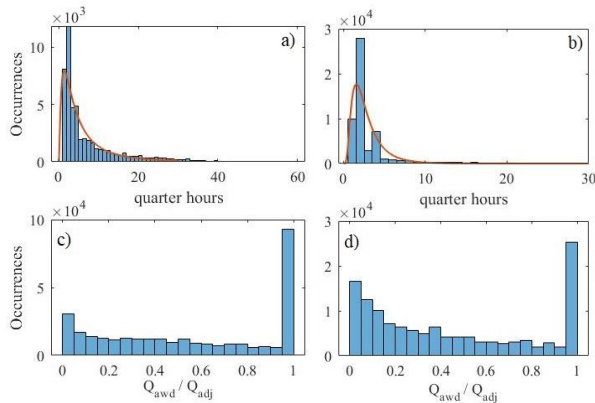 × 10³
× 10⁴
a)
b)
Occurrences
10
5
0
3
2
1
0
0 20 40 60
0 10 20 30
quarter hours
quarter hours
× 10⁴
× 10⁴
c)
d)
Occurrences
10
5
0
3
2
1
0
0 0.2 0.4 0.6 0.8 1
0 0.2 0.4 0.6 0.8 1
Q_awd / Q_adj
Q_awd / Q_adj